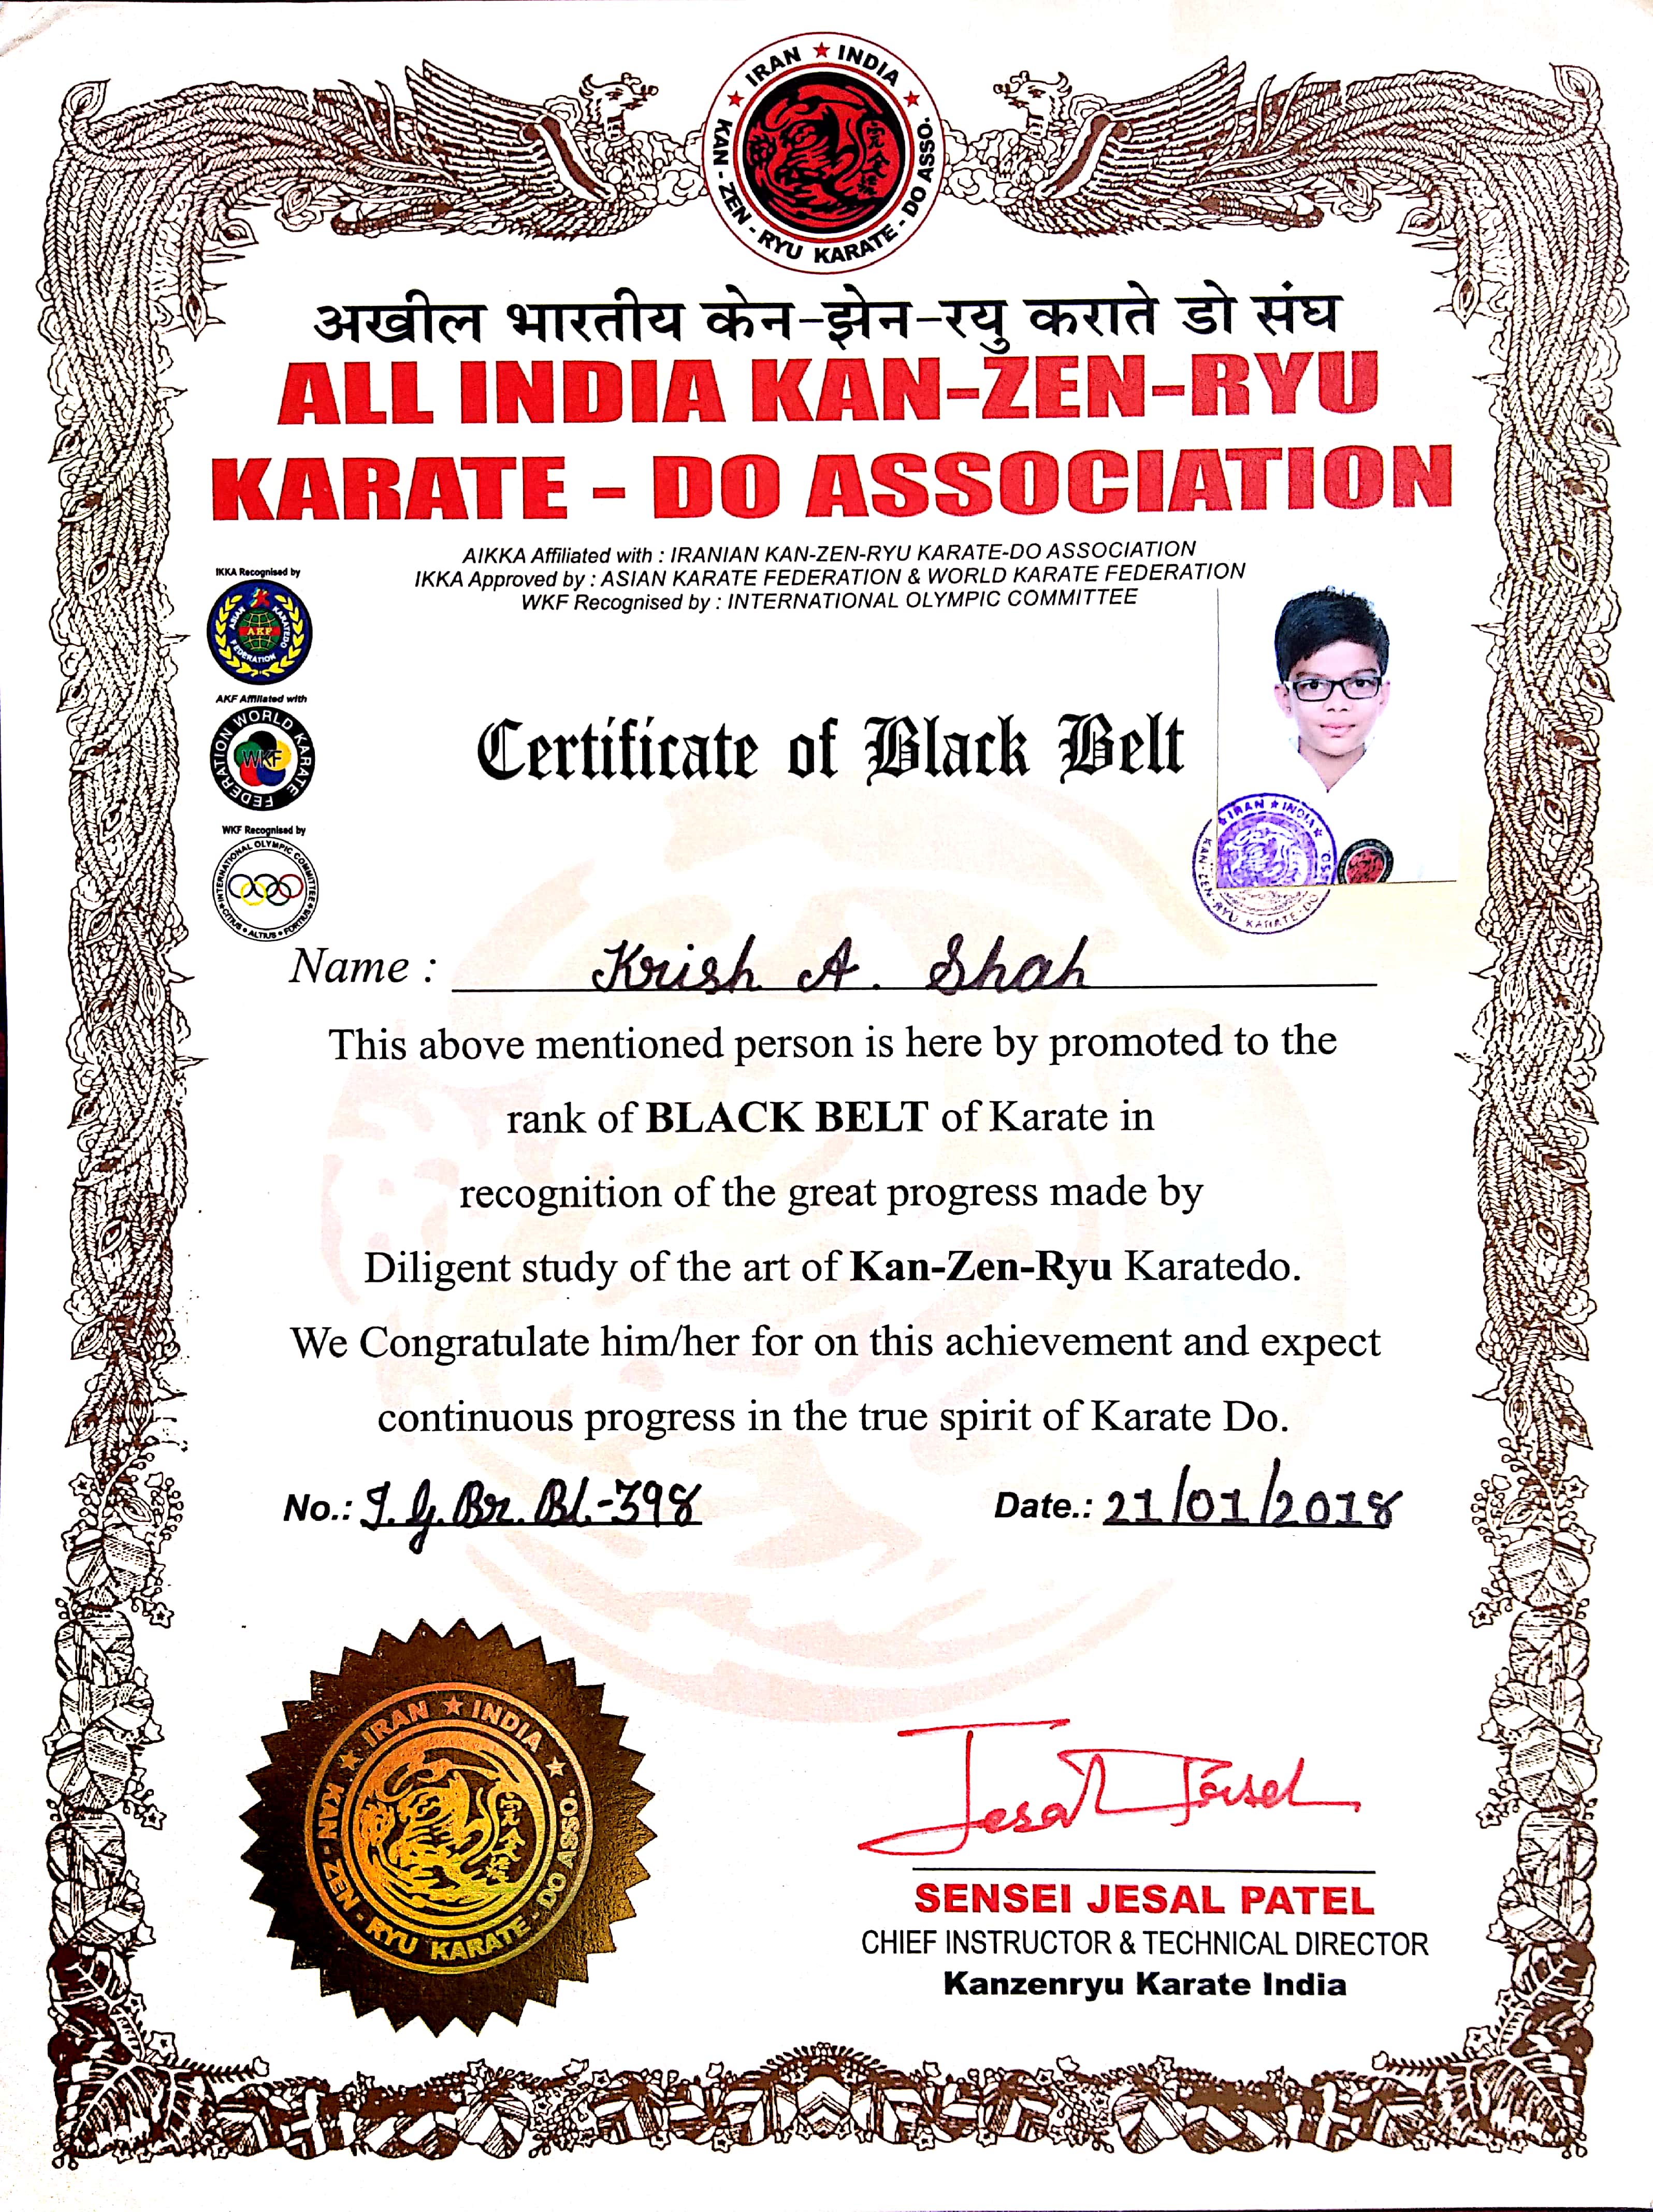 IRAN ★ INDIA ★ KAN - ZEN - RYU KARATE - DO ASSO. ★
अखील भारतीय केन-झेन-रयु कराते डो संघ
ALL INDIA KAN-ZEN-RYU
KARATE - DO ASSOCIATION
AIKKA Affiliated with : IRANIAN KAN-ZEN-RYU KARATE-DO ASSOCIATION
IKKA Approved by : ASIAN KARATE FEDERATION & WORLD KARATE FEDERATION
WKF Recognised by : INTERNATIONAL OLYMPIC COMMITTEE
IKKA Recognised by
ASIAN KARATEDO FEDERATION
AKF
AKF Affiliated with
WORLD KARATE FEDERATION
WKF
WKF Recognised by
INTERNATIONAL OLYMPIC COMMITTEE
CITIUS • ALTIUS • FORTIUS
Certificate of Black Belt
IRAN ★ INDIA ★
KAN-ZEN-RYU KARATE-DO
Name : Krish A. Shah
This above mentioned person is here by promoted to the
rank of BLACK BELT of Karate in
recognition of the great progress made by
Diligent study of the art of Kan-Zen-Ryu Karatedo.
We Congratulate him/her for on this achievement and expect
continuous progress in the true spirit of Karate Do.
No.: I.G.Br.Bl.-398
Date.: 21/01/2018
★ IRAN ★ INDIA ★
KAN - ZEN - RYU KARATE - DO ASSO.
Jesal Patel
SENSEI JESAL PATEL
CHIEF INSTRUCTOR & TECHNICAL DIRECTOR
Kanzenryu Karate India